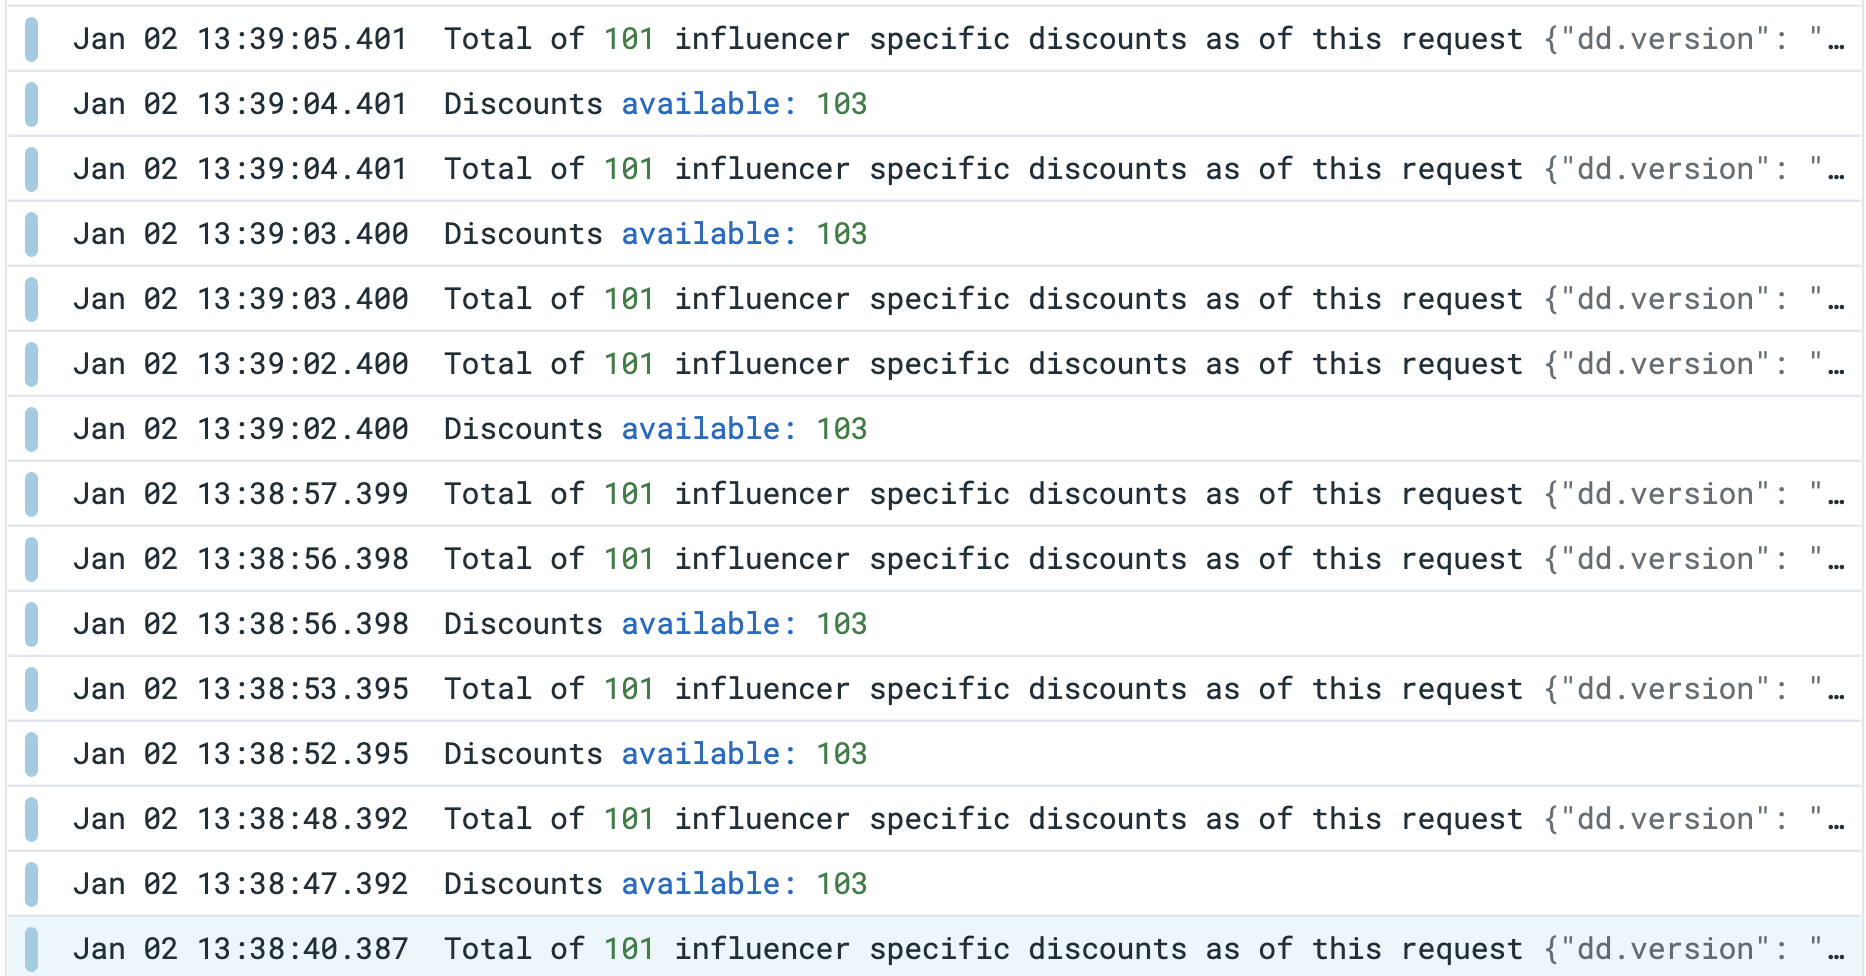 Jan 02 13:39:05.401 Total of 101 influencer specific discounts as of this request {"dd.version": "…
Jan 02 13:39:04.401 Discounts available: 103
Jan 02 13:39:04.401 Total of 101 influencer specific discounts as of this request {"dd.version": "…
Jan 02 13:39:03.400 Discounts available: 103
Jan 02 13:39:03.400 Total of 101 influencer specific discounts as of this request {"dd.version": "…
Jan 02 13:39:02.400 Total of 101 influencer specific discounts as of this request {"dd.version": "…
Jan 02 13:39:02.400 Discounts available: 103
Jan 02 13:38:57.399 Total of 101 influencer specific discounts as of this request {"dd.version": "…
Jan 02 13:38:56.398 Total of 101 influencer specific discounts as of this request {"dd.version": "…
Jan 02 13:38:56.398 Discounts available: 103
Jan 02 13:38:53.395 Total of 101 influencer specific discounts as of this request {"dd.version": "…
Jan 02 13:38:52.395 Discounts available: 103
Jan 02 13:38:48.392 Total of 101 influencer specific discounts as of this request {"dd.version": "…
Jan 02 13:38:47.392 Discounts available: 103
Jan 02 13:38:40.387 Total of 101 influencer specific discounts as of this request {"dd.version": "…